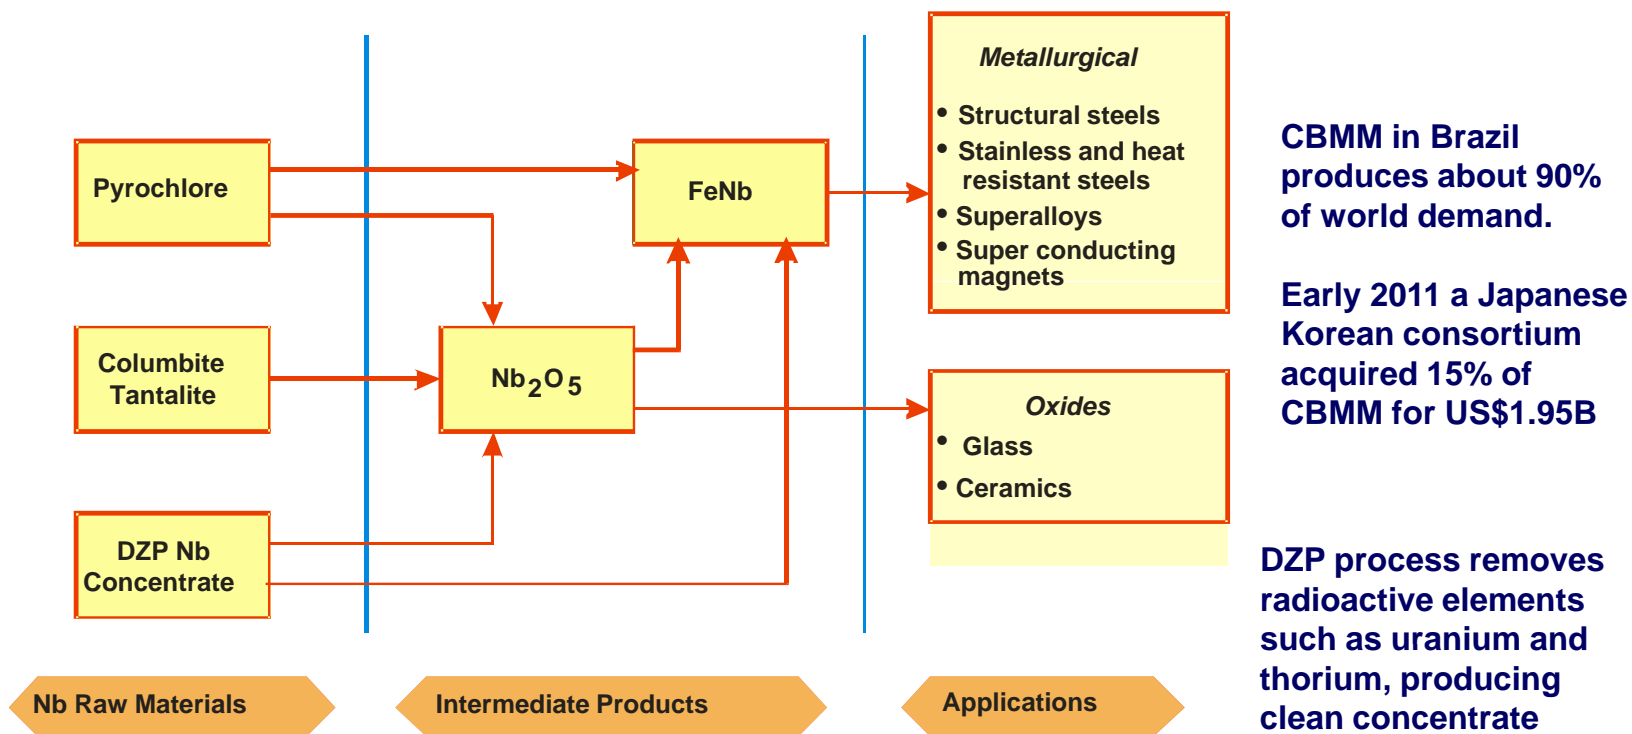 Pyrochlore
Columbite
Tantalite
DZP Nb
Concentrate
Nb Raw Materials
FeNb
Nb2O5
Intermediate Products
Metallurgical
• Structural steels
• Stainless and heat
resistant steels
• Superalloys
• Super conducting
magnets
Oxides
• Glass
• Ceramics
Applications
CBMM in Brazil
produces about 90%
of world demand.
Early 2011 a Japanese
Korean consortium
acquired 15% of
CBMM for US$1.95B
DZP process removes
radioactive elements
such as uranium and
thorium, producing
clean concentrate